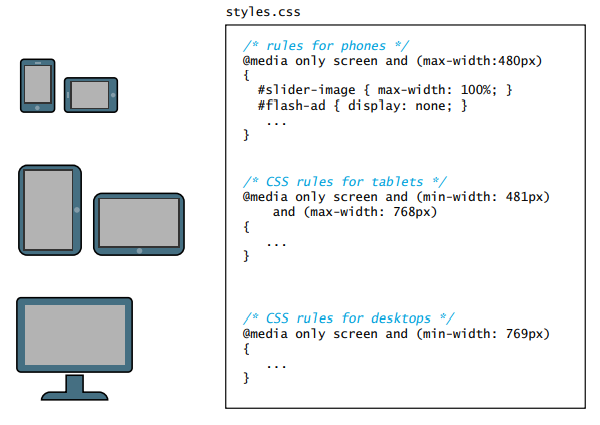 styles.css
/* rules for phones */
@media only screen and (max-width:480px)
{
#slider-image { max-width: 100%; }
#flash-ad { display: none; }
...
}
/* CSS rules for tablets */
@media only screen and (min-width: 481px)
and (max-width: 768px)
{
...
}
/* CSS rules for desktops */
@media only screen and (min-width: 769px)
{
...
}